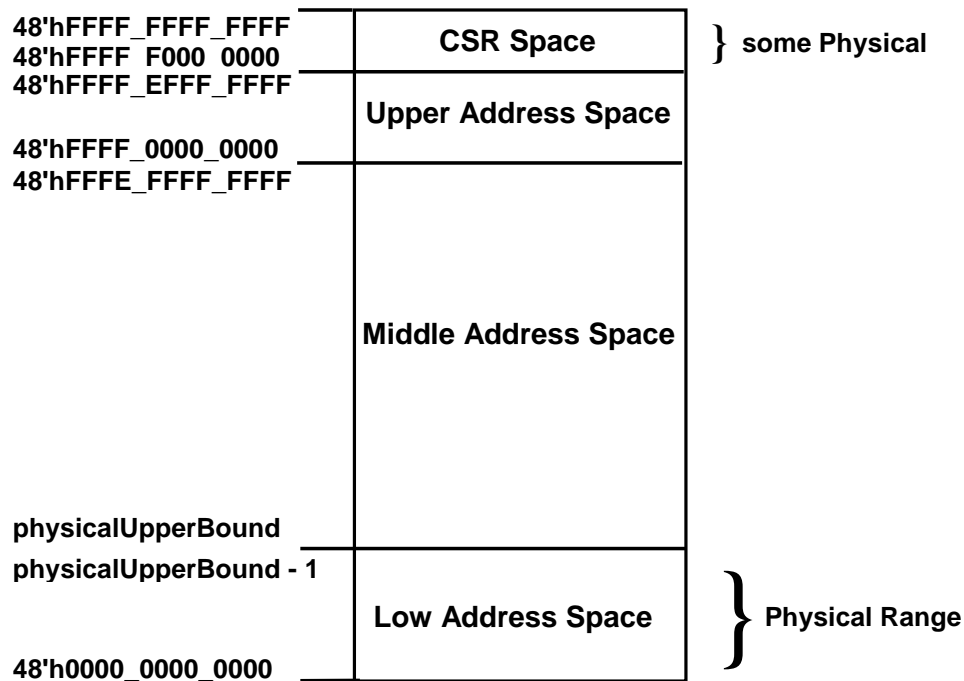 48'hFFFF_FFFF_FFFF
CSR Space
} some Physical
48'hFFFF_F000_0000
48'hFFFF_EFFF_FFFF
Upper Address Space
48'hFFFF_0000_0000
48'hFFFE_FFFF_FFFF
Middle Address Space
physicalUpperBound
physicalUpperBound - 1
Low Address Space
} Physical Range
48'h0000_0000_0000